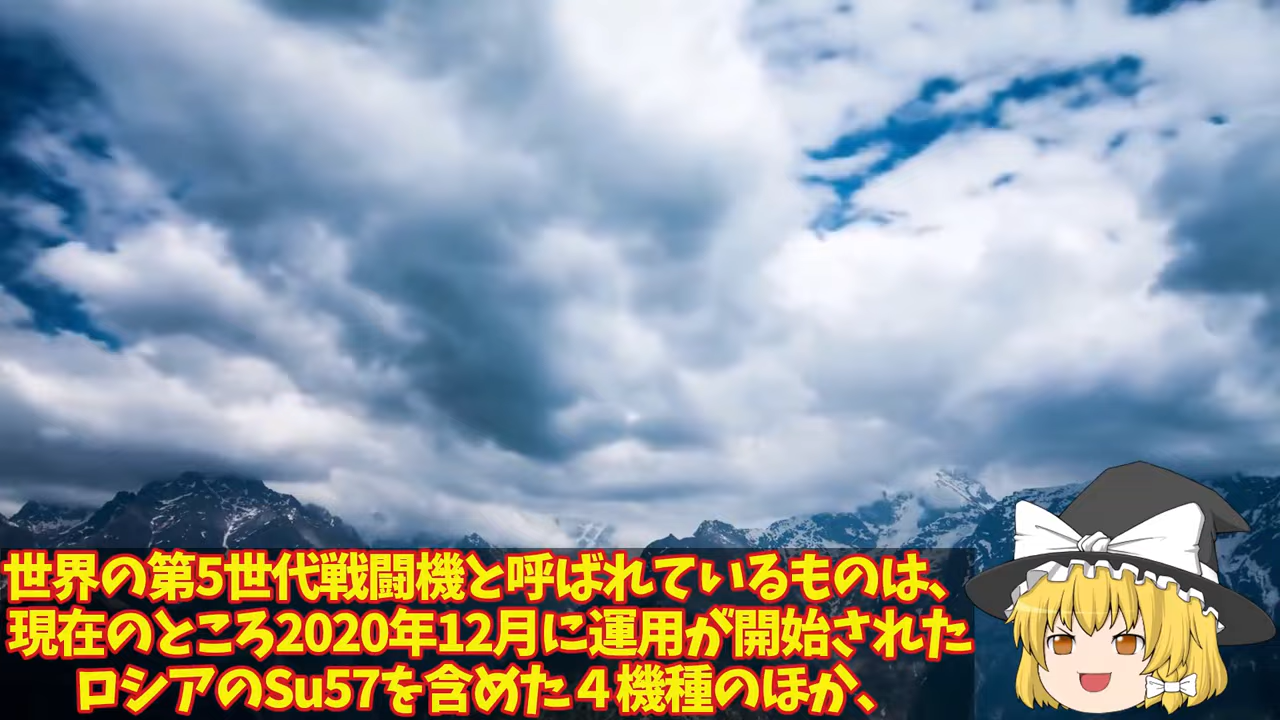 世界の第5世代戦闘機と呼ばれているものは、
現在のところ2020年12月に運用が開始された
ロシアのSu57を含めた４機種のほか、